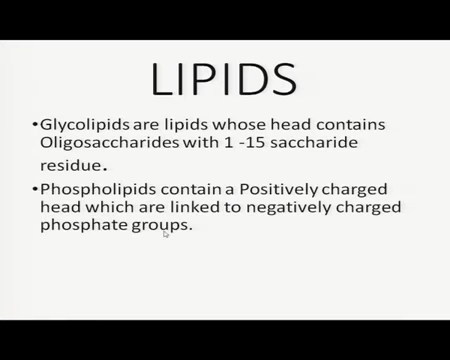 LIPIDS
•Glycolipids are lipids whose head contains
Oligosaccharides with 1 -15 saccharide
residue.
•Phospholipids contain a Positively charged
head which are linked to negatively charged
phosphate groups.